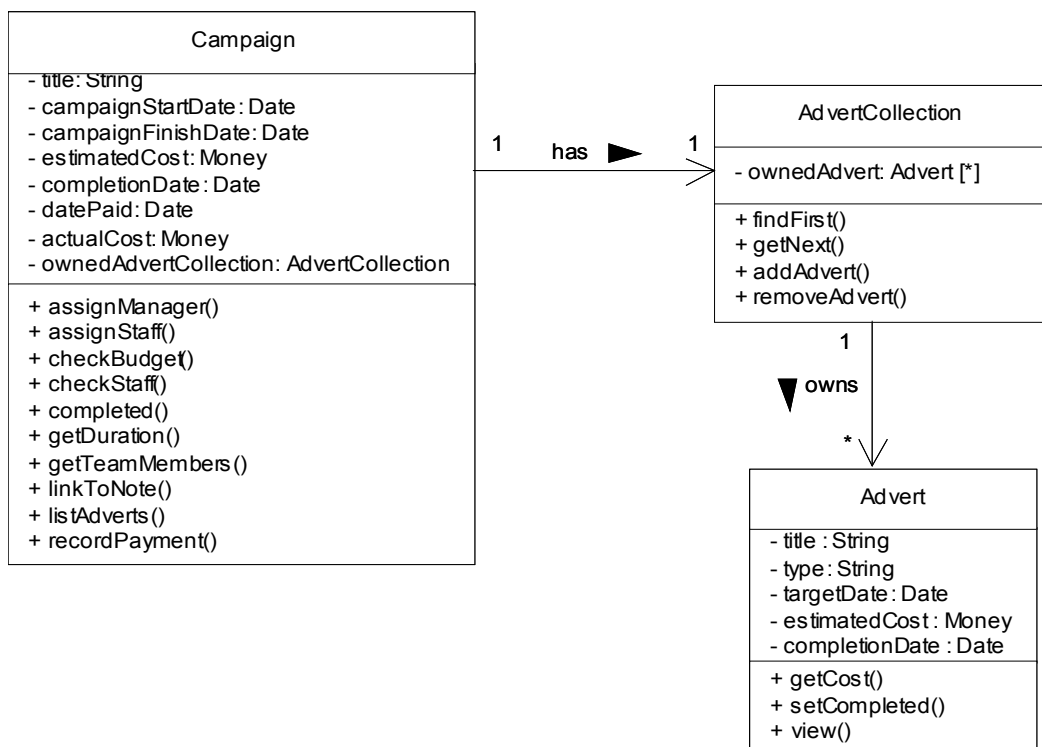 Campaign
- title: String
- campaignStartDate: Date
- campaignFinishDate: Date
- estimatedCost: Money
- completionDate: Date
- datePaid: Date
- actualCost: Money
- ownedAdvertCollection: AdvertCollection
+ assignManager()
+ assignStaff()
+ checkBudget()
+ checkStaff()
+ completed()
+ getDuration()
+ getTeamMembers()
+ linkToNote()
+ listAdverts()
+ recordPayment()
1 has 1
AdvertCollection
- ownedAdvert: Advert [*]
+ findFirst()
+ getNext()
+ addAdvert()
+ removeAdvert()
1
owns
*
Advert
- title : String
- type: String
- targetDate: Date
- estimatedCost : Money
- completionDate : Date
+ getCost()
+ setCompleted()
+ view()